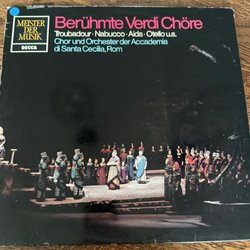 MEISTER
DER
MUSIK
DECCA
Berühmte Verdi Chöre
Troubadour · Nabucco · Aida · Otello u.a.
Chor und Orchester der Accademia
di Santa Cecilia, Rom